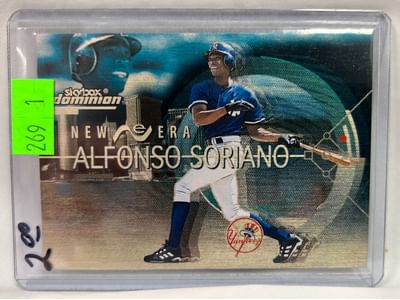 skybox
dominion
NEW e ERA
ALFONSO SORIANO
Yankees
269 1
2.00